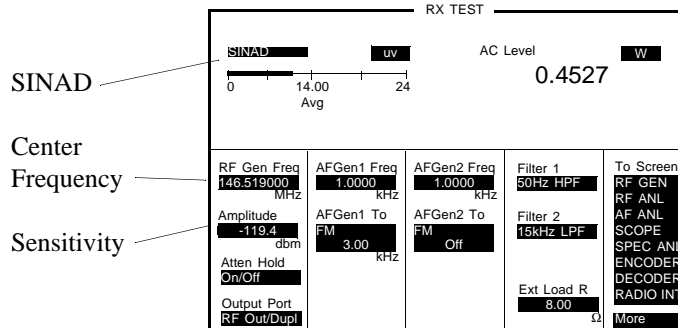 RX TEST
SINAD
uv
AC Level
W
0.4527
0
14.00
24
Avg
SINAD
Center
Frequency
Sensitivity
RF Gen Freq
146.519000
MHz
Amplitude
-119.4
dbm
Atten Hold
On/Off
Output Port
RF Out/Dupl
AFGen1 Freq
1.0000
kHz
AFGen1 To
FM
3.00
kHz
AFGen2 Freq
1.0000
kHz
AFGen2 To
FM
Off
Filter 1
50Hz HPF
Filter 2
15kHz LPF
Ext Load R
8.00
Ω
To Screen
RF GEN
RF ANL
AF ANL
SCOPE
SPEC ANL
ENCODER
DECODER
RADIO INT
More